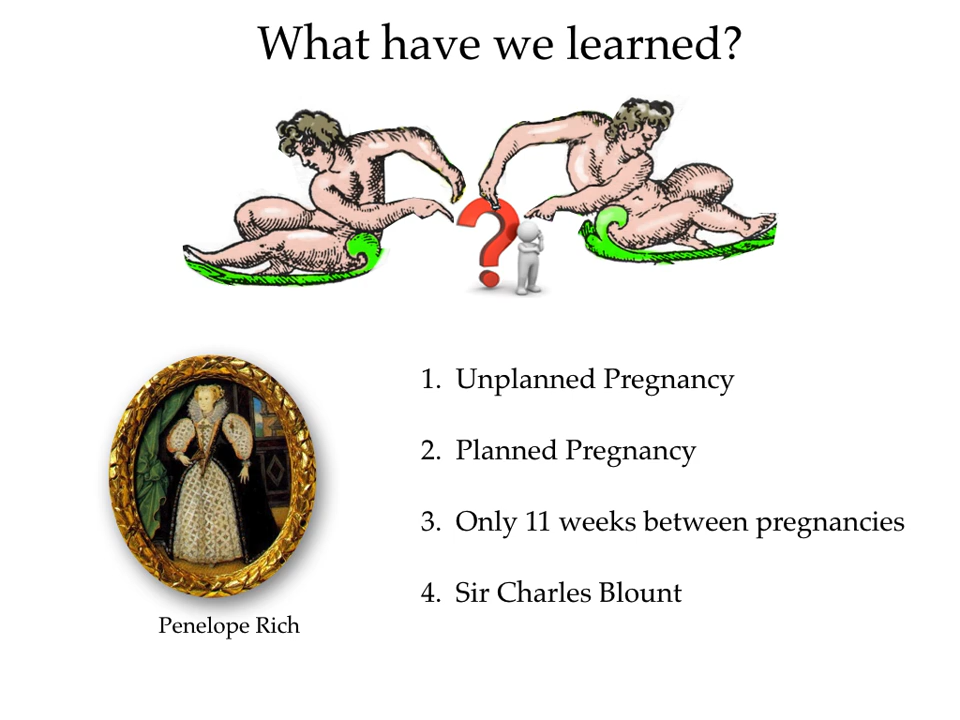 What have we learned?
1. Unplanned Pregnancy
2. Planned Pregnancy
3. Only 11 weeks between pregnancies
4. Sir Charles Blount
Penelope Rich